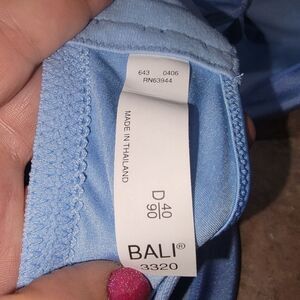 643 0406
RN63944
MADE IN THAILAND
D 40
90
BALI®
3320